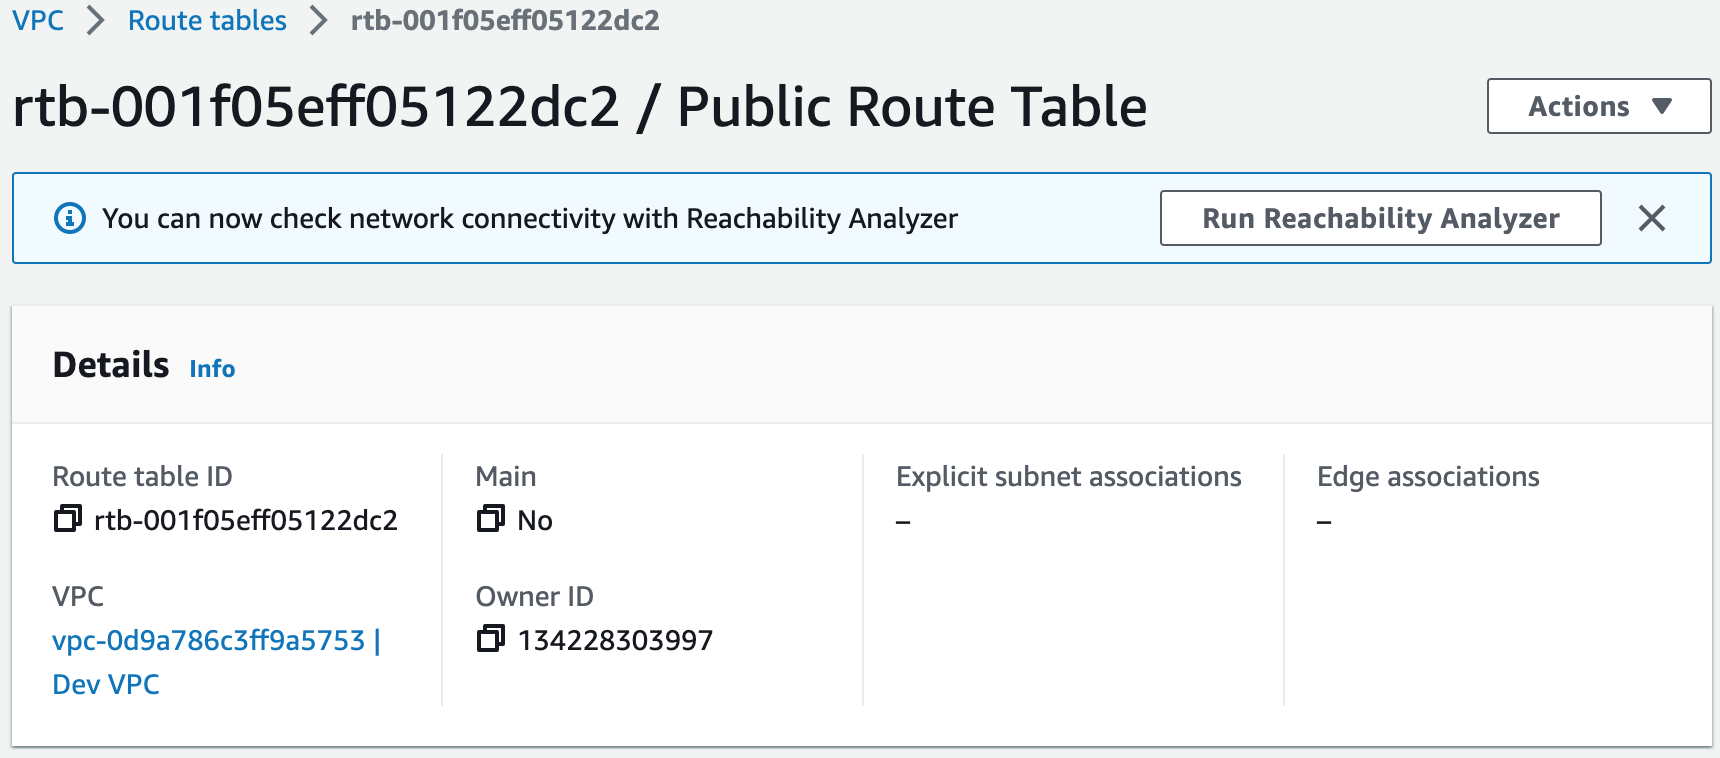 VPC > Route tables > rtb-001f05eff05122dc2
rtb-001f05eff05122dc2 / Public Route Table
Actions ▼
You can now check network connectivity with Reachability Analyzer
Run Reachability Analyzer
Details Info
Route table ID
rtb-001f05eff05122dc2
Main
No
Explicit subnet associations
–
Edge associations
–
VPC
vpc-0d9a786c3ff9a5753 |
Dev VPC
Owner ID
134228303997